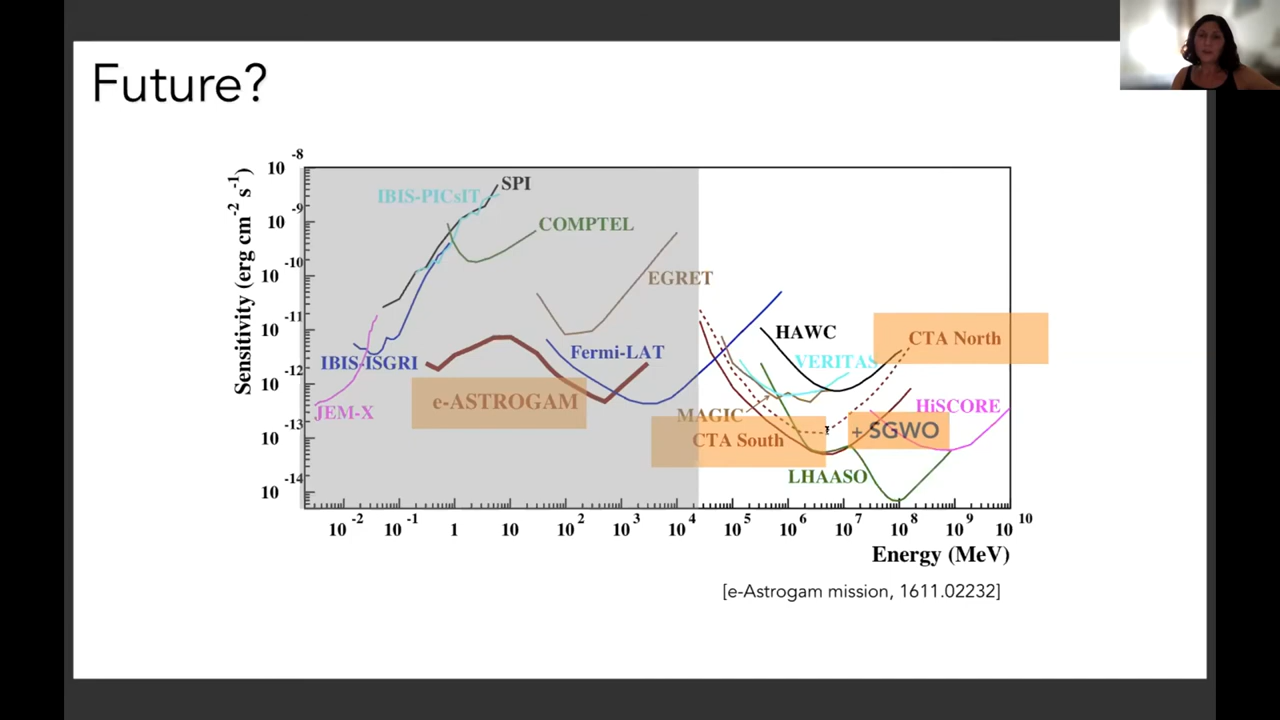 Future?
Sensitivity (erg cm-2 s-1)
10 -8
10 -9
10 -10
10 -11
10 -12
10 -13
10 -14
IBIS-PICsIT
SPI
COMPTEL
EGRET
IBIS-ISGRI
Fermi-LAT
HAWC
CTA North
VERITAS
e-ASTROGAM
JEM-X
MAGIC
HiSCORE
CTA South
+ SGWO
LHAASO
10 -2 10 -1 1 10 10 2 10 3 10 4 10 5 10 6 10 7 10 8 10 9 10 10
Energy (MeV)
[e-Astrogam mission, 1611.02232]